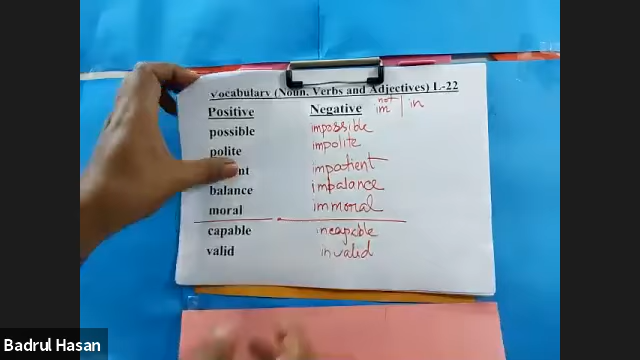 Vocabulary (Noun, Verbs and Adjectives) L-22
Positive Negative not im | in
possible impossible
polite impolite
nt impatient
balance imbalance
moral immoral
capable incapable
valid invalid
Badrul Hasan